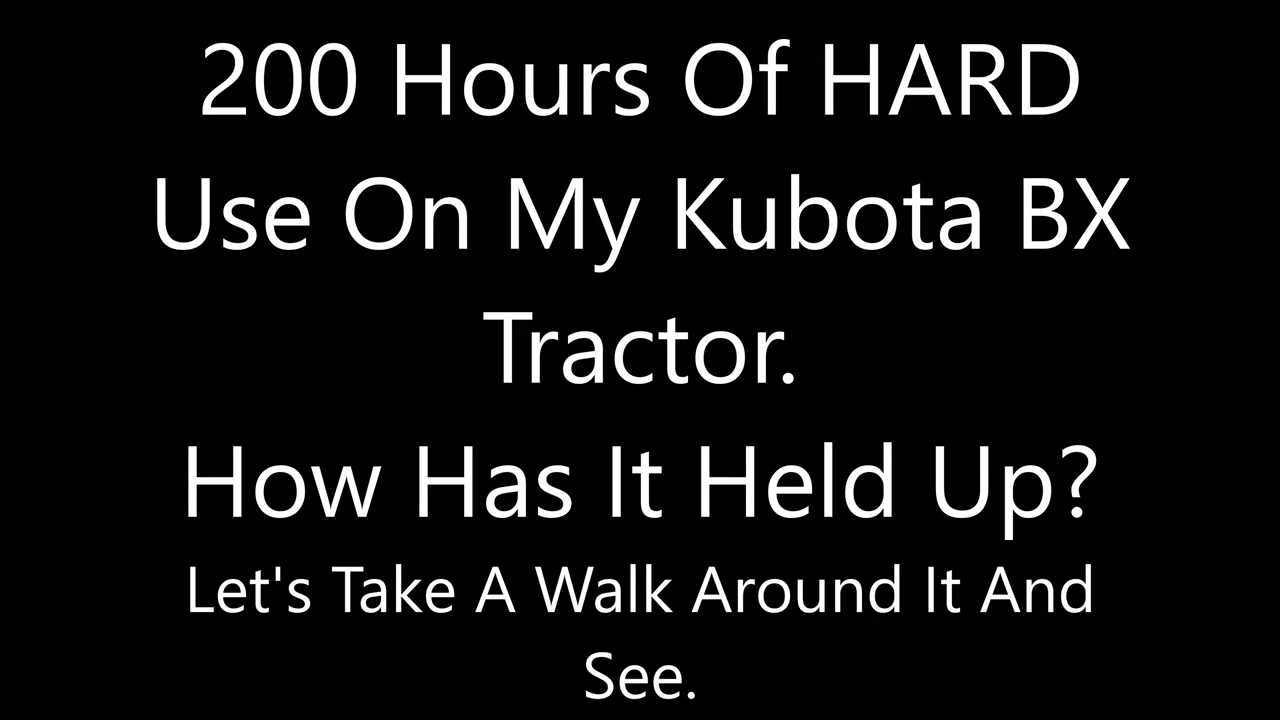 200 Hours Of HARD
Use On My Kubota BX
Tractor.
How Has It Held Up?
Let's Take A Walk Around It And
See.